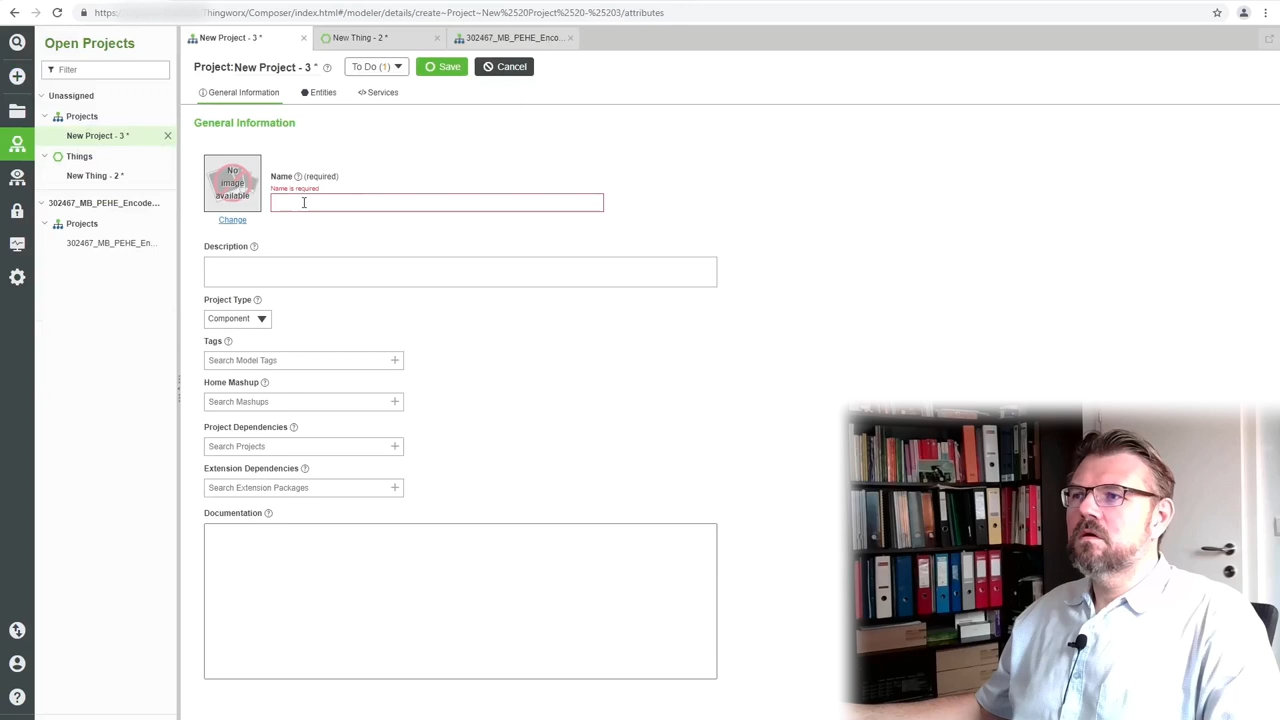 https:
Thingworx/Composer/index.html#/modeler/details/create~Project~New%2520Project%2520-%25203/attributes
Open Projects
Filter
Unassigned
Projects
New Project - 3 *
Things
New Thing - 2 *
302467_MB_PEHE_Encode...
Projects
302467_MB_PEHE_En...
New Project - 3 *
New Thing - 2 *
302467_MB_PEHE_Enco...
Project:New Project - 3 *
To Do (1)
Save
Cancel
General Information
Entities
Services
General Information
No
image
available
Change
Name (required)
Name is required
Description
Project Type
Component
Tags
Search Model Tags
Home Mashup
Search Mashups
Project Dependencies
Search Projects
Extension Dependencies
Search Extension Packages
Documentation